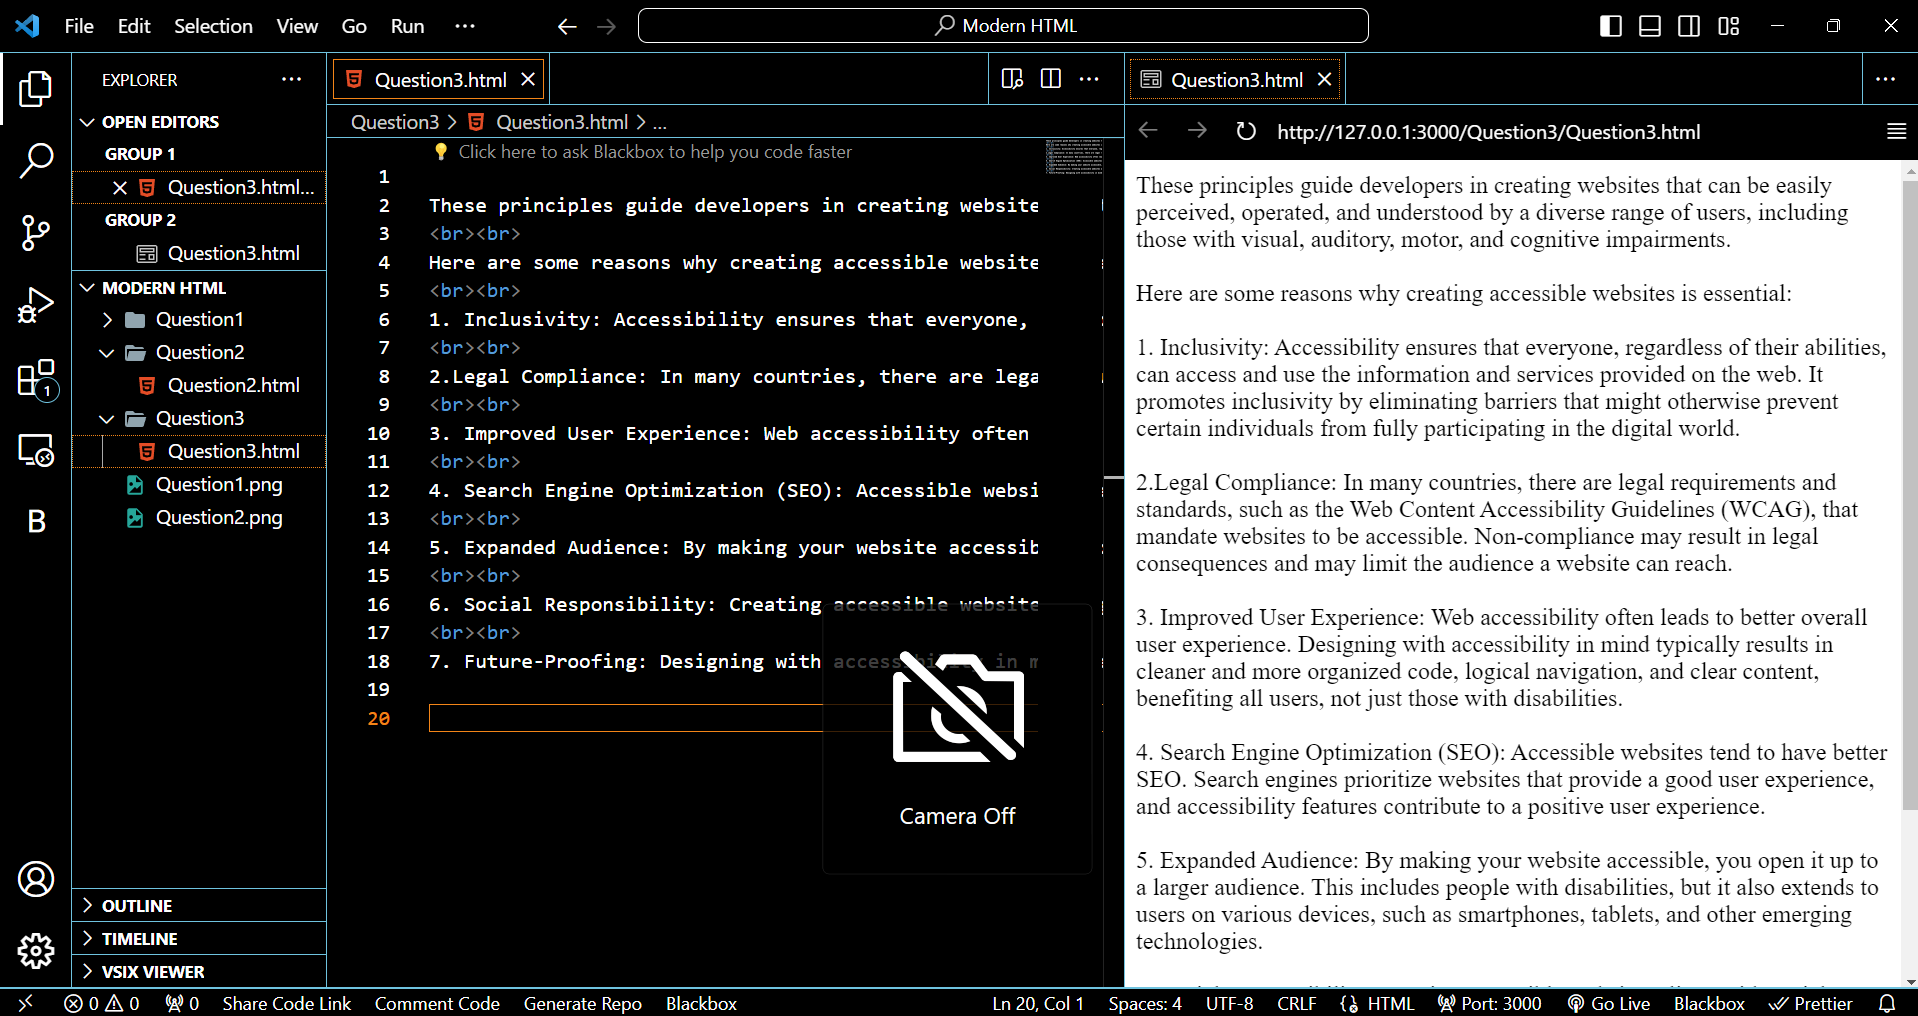 File Edit Selection View Go Run ...
Modern HTML
EXPLORER
OPEN EDITORS
GROUP 1
Question3.html...
GROUP 2
Question3.html
MODERN HTML
Question1
Question2
Question2.html
Question3
Question3.html
Question1.png
Question2.png
OUTLINE
TIMELINE
VSIX VIEWER
1
B
Question3.html
Question3 > Question3.html > ...
Click here to ask Blackbox to help you code faster
1
2 These principles guide developers in creating website
3 <br><br>
4 Here are some reasons why creating accessible website
5 <br><br>
6 1. Inclusivity: Accessibility ensures that everyone,
7 <br><br>
8 2.Legal Compliance: In many countries, there are lega
9 <br><br>
10 3. Improved User Experience: Web accessibility often
11 <br><br>
12 4. Search Engine Optimization (SEO): Accessible websi
13 <br><br>
14 5. Expanded Audience: By making your website accessib
15 <br><br>
16 6. Social Responsibility: Creating accessible website
17 <br><br>
18 7. Future-Proofing: Designing with accessibility in m
19
20
Camera Off
Question3.html
http://127.0.0.1:3000/Question3/Question3.html
These principles guide developers in creating websites that can be easily
perceived, operated, and understood by a diverse range of users, including
those with visual, auditory, motor, and cognitive impairments.
Here are some reasons why creating accessible websites is essential:
1. Inclusivity: Accessibility ensures that everyone, regardless of their abilities,
can access and use the information and services provided on the web. It
promotes inclusivity by eliminating barriers that might otherwise prevent
certain individuals from fully participating in the digital world.
2.Legal Compliance: In many countries, there are legal requirements and
standards, such as the Web Content Accessibility Guidelines (WCAG), that
mandate websites to be accessible. Non-compliance may result in legal
consequences and may limit the audience a website can reach.
3. Improved User Experience: Web accessibility often leads to better overall
user experience. Designing with accessibility in mind typically results in
cleaner and more organized code, logical navigation, and clear content,
benefiting all users, not just those with disabilities.
4. Search Engine Optimization (SEO): Accessible websites tend to have better
SEO. Search engines prioritize websites that provide a good user experience,
and accessibility features contribute to a positive user experience.
5. Expanded Audience: By making your website accessible, you open it up to
a larger audience. This includes people with disabilities, but it also extends to
users on various devices, such as smartphones, tablets, and other emerging
technologies.
0 0 0 Share Code Link Comment Code Generate Repo Blackbox Ln 20, Col 1 Spaces: 4 UTF-8 CRLF HTML Port: 3000 Go Live Blackbox Prettier